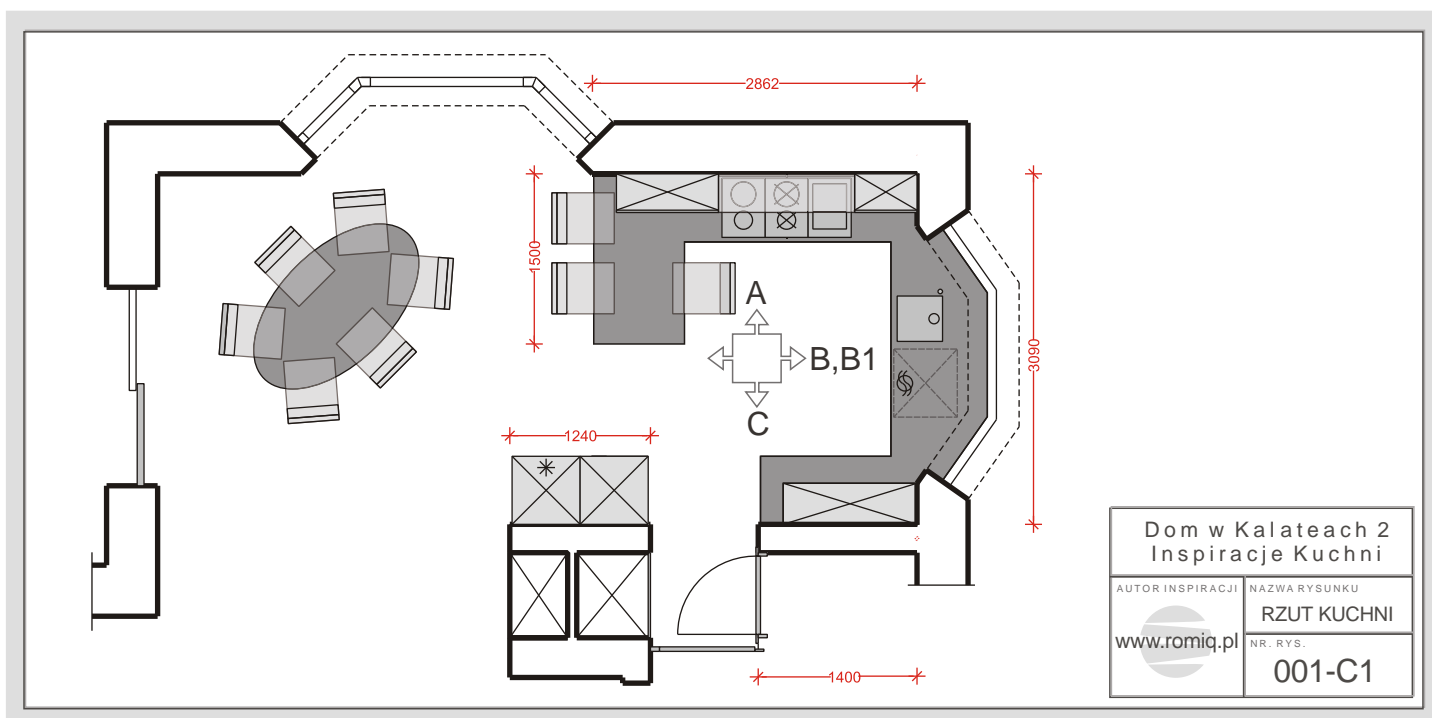 2862
1500
A
B,B1
C
3090
1240
1400
Dom w Kalateach 2
Inspiracje Kuchni
AUTOR INSPIRACJI
www.romiq.pl
NAZWA RYSUNKU
RZUT KUCHNI
NR. RYS.
001-C1